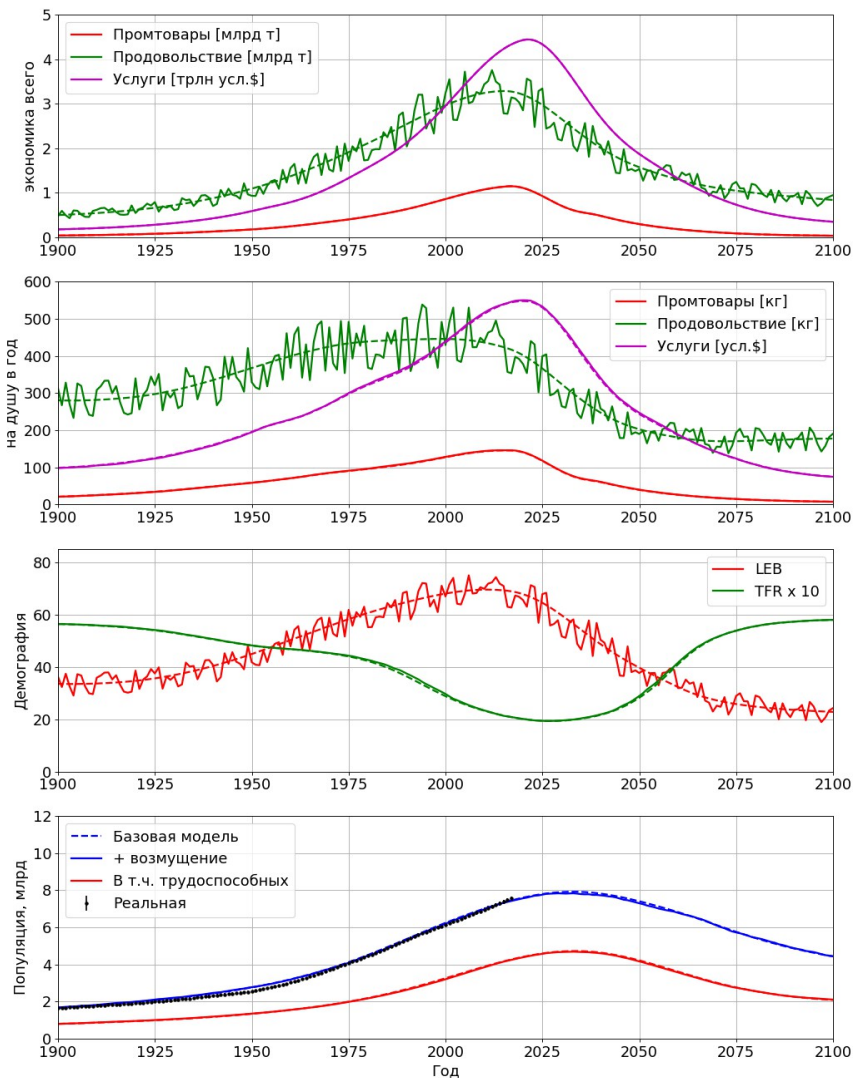 5
4
3
2
1
0
экономика всего
Промтовары [млрд т]
Продовольствие [млрд т]
Услуги [трлн усл.$]
1900 1925 1950 1975 2000 2025 2050 2075 2100
600
500
400
300
200
100
0
на душу в год
Промтовары [кг]
Продовольствие [кг]
Услуги [усл.$]
1900 1925 1950 1975 2000 2025 2050 2075 2100
80
60
40
20
0
Демография
LEB
TFR x 10
1900 1925 1950 1975 2000 2025 2050 2075 2100
12
10
8
6
4
2
0
Популяция, млрд
Базовая модель
+ возмущение
В т.ч. трудоспособных
Реальная
1900 1925 1950 1975 2000 2025 2050 2075 2100
Год